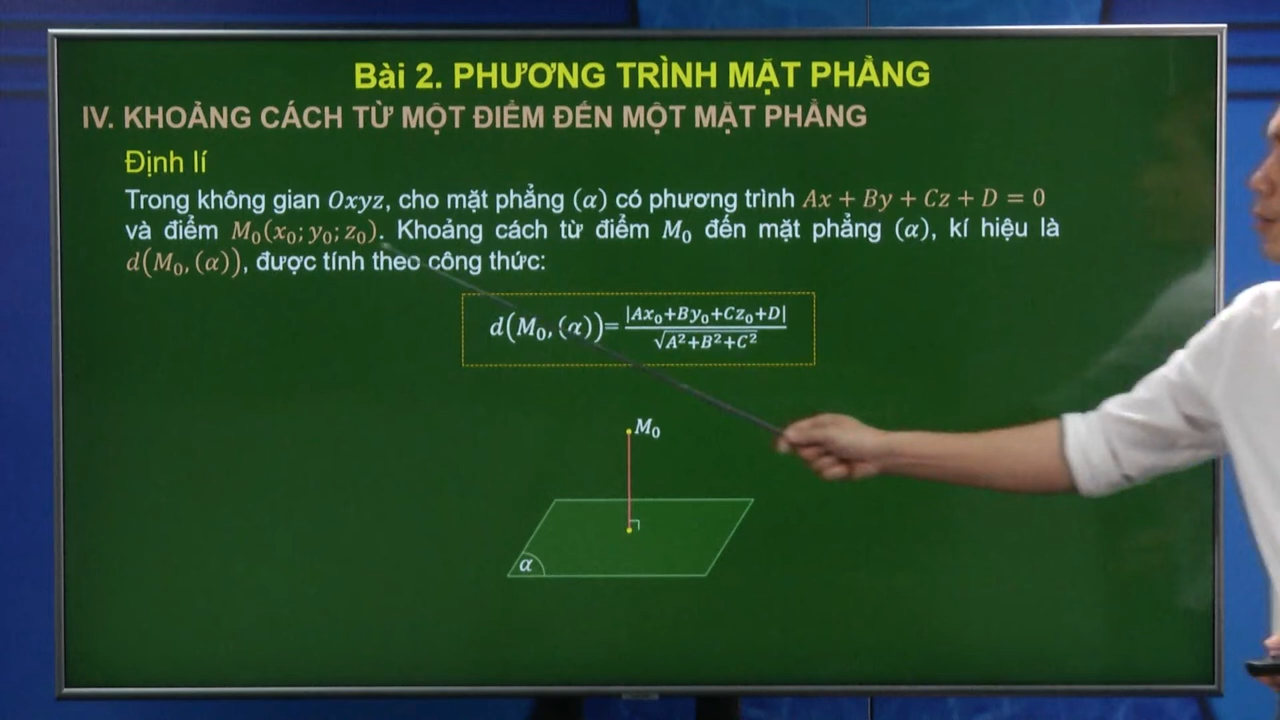 Bài 2. PHƯƠNG TRÌNH MẶT PHẲNG
IV. KHOẢNG CÁCH TỪ MỘT ĐIỂM ĐẾN MỘT MẶT PHẲNG
Định lí
Trong không gian Oxyz, cho mặt phẳng (α) có phương trình Ax + By + Cz + D = 0
và điểm M₀(x₀; y₀; z₀). Khoảng cách từ điểm M₀ đến mặt phẳng (α), kí hiệu là
d(M₀, (α)), được tính theo công thức:
d(M₀, (α))= |Ax₀+By₀+Cz₀+D| / √A²+B²+C²
M₀
α